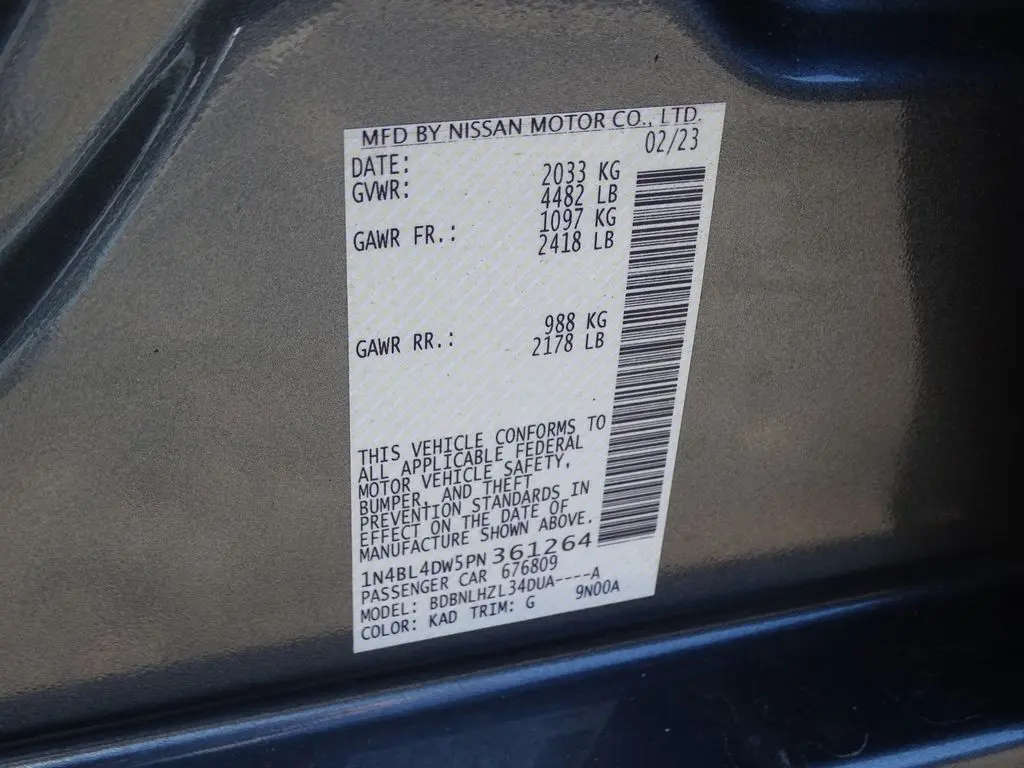 MFD BY NISSAN MOTOR CO., LTD.
DATE: 02/23
GVWR: 2033 KG
4482 LB
GAWR FR.: 1097 KG
2418 LB
GAWR RR.: 988 KG
2178 LB
THIS VEHICLE CONFORMS TO
ALL APPLICABLE FEDERAL
MOTOR VEHICLE SAFETY,
BUMPER, AND THEFT
PREVENTION STANDARDS IN
EFFECT ON THE DATE OF
MANUFACTURE SHOWN ABOVE.
1N4BL4DW5PN361264
PASSENGER CAR 676809
MODEL: BDBNLHZL34DUA----A
COLOR: KAD TRIM: G 9N00A